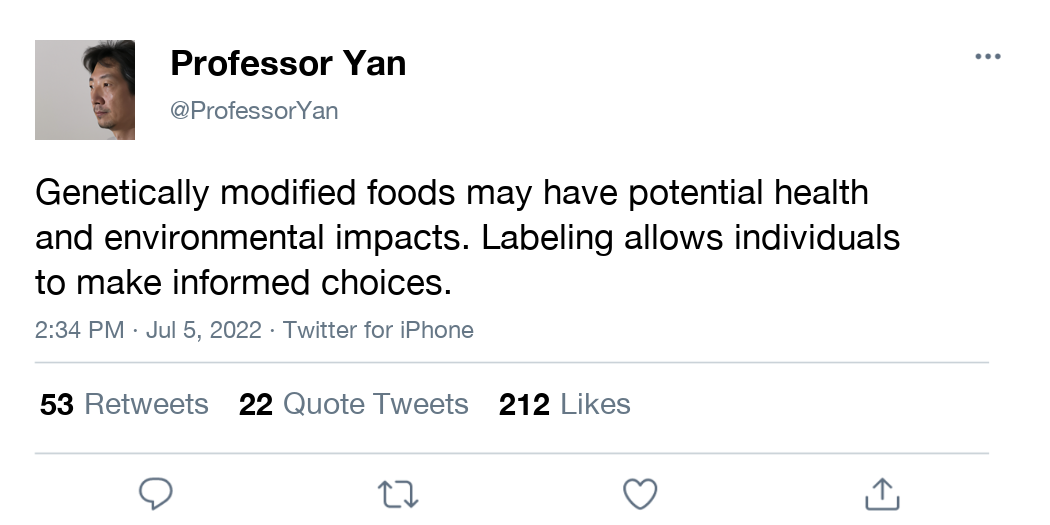 Professor Yan
@ProfessorYan
Genetically modified foods may have potential health
and environmental impacts. Labeling allows individuals
to make informed choices.
2:34 PM · Jul 5, 2022 · Twitter for iPhone
53 Retweets 22 Quote Tweets 212 Likes